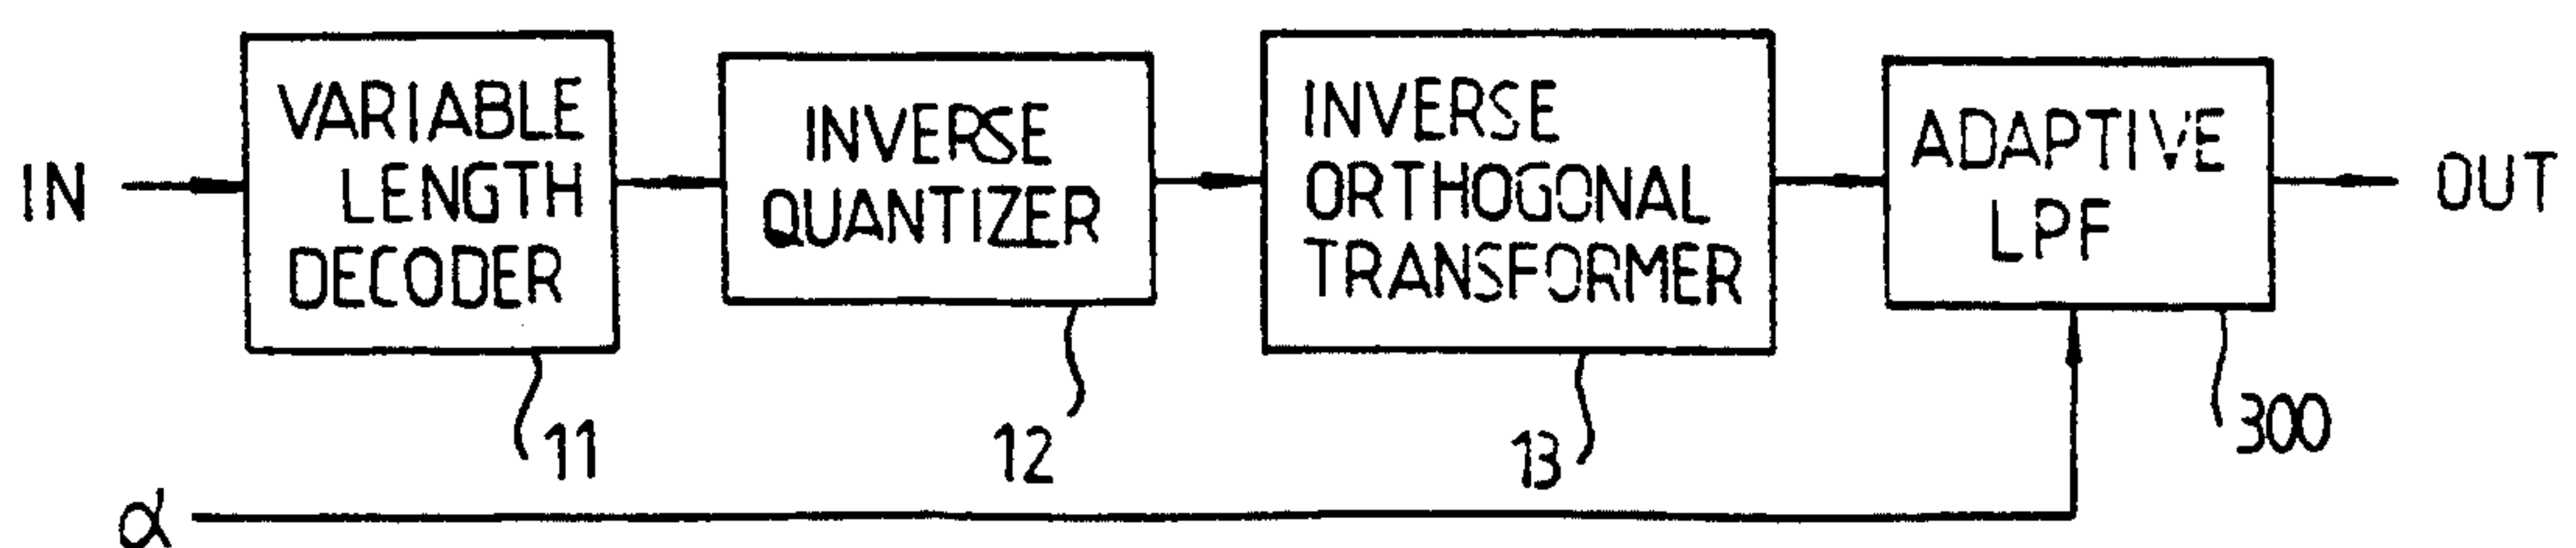 IN
VARIABLE
LENGTH
DECODER
INVERSE
QUANTIZER
INVERSE
ORTHOGONAL
TRANSFORMER
ADAPTIVE
LPF
OUT
11
12
13
300
α